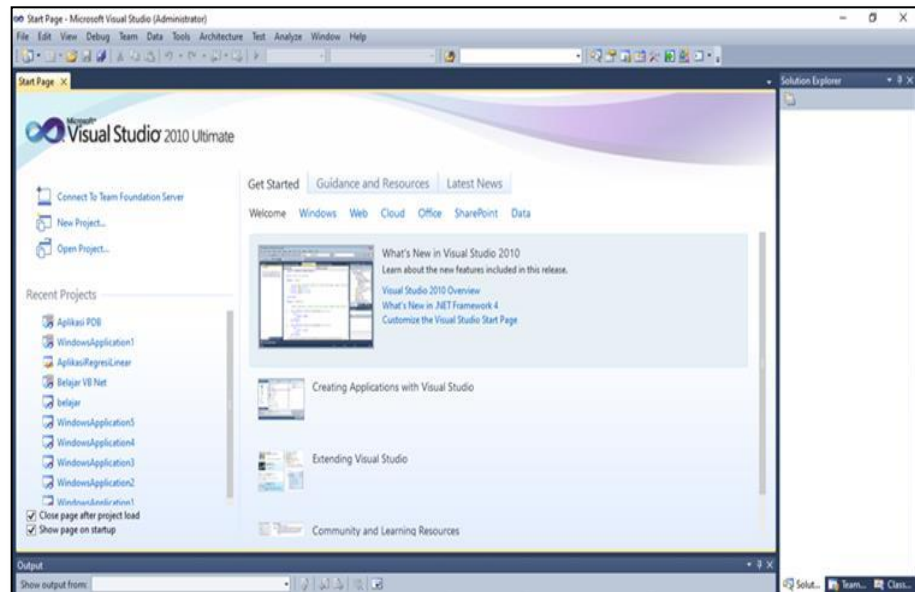 Start Page - Microsoft Visual Studio (Administrator)
File Edit View Debug Team Data Tools Architecture Test Analyze Window Help
Start Page
Solution Explorer
Microsoft
Visual Studio 2010 Ultimate
Connect To Team Foundation Server
New Project...
Open Project...
Recent Projects
Aplikasi PDB
WindowsApplication1
AplikasiRegresiLinear
Belajar VB Net
belajar
WindowsApplication5
WindowsApplication4
WindowsApplication3
WindowsApplication2
WindowsApplication1
Close page after project load
Show page on startup
Get Started Guidance and Resources Latest News
Welcome Windows Web Cloud Office SharePoint Data
What's New in Visual Studio 2010
Learn about the new features included in this release.
Visual Studio 2010 Overview
What's New in .NET Framework 4
Customize the Visual Studio Start Page
Creating Applications with Visual Studio
Extending Visual Studio
Community and Learning Resources
Output
Show output from:
Solut... Team... Class...